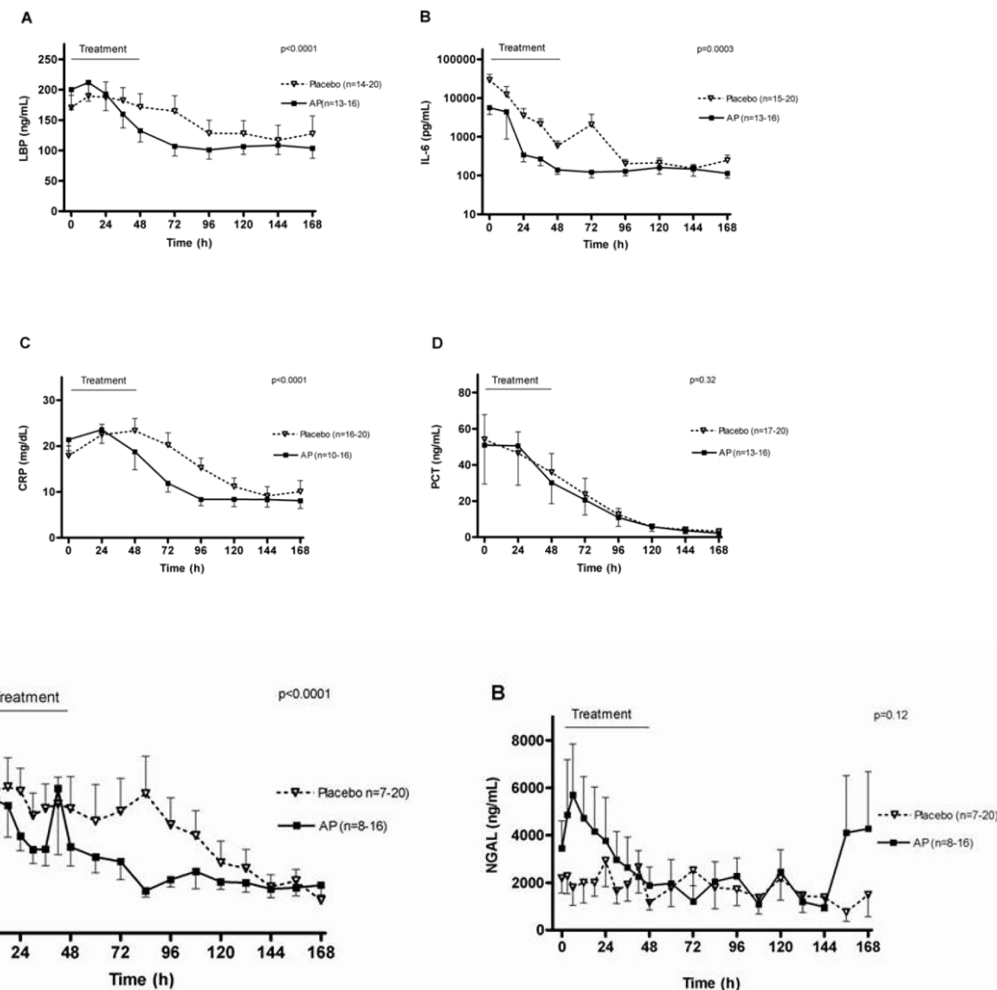 A
Treatment
p<0.0001
250
200
150
100
50
0
LBP (ng/mL)
Placebo (n=14-20)
AP(n=13-16)
0 24 48 72 96 120 144 168
Time (h)
B
Treatment
p=0.0003
100000
10000
1000
100
10
IL-6 (pg/mL)
Placebo (n=15-20)
AP (n=13-16)
0 24 48 72 96 120 144 168
Time (h)
C
Treatment
p<0.0001
30
20
10
0
CRP (mg/dL)
Placebo (n=16-20)
AP (n=10-16)
0 24 48 72 96 120 144 168
Time (h)
D
Treatment
p=0.32
80
60
40
20
0
PCT (ng/mL)
Placebo (n=17-20)
AP (n=13-16)
0 24 48 72 96 120 144 168
Time (h)
reatment
p<0.0001
Placebo n=7-20)
AP (n=8-16)
24 48 72 96 120 144 168
Time (h)
B
Treatment
p=0.12
8000
6000
4000
2000
0
NGAL (ng/mL)
Placebo (n=7-20)
AP (n=8-16)
0 24 48 72 96 120 144 168
Time (h)